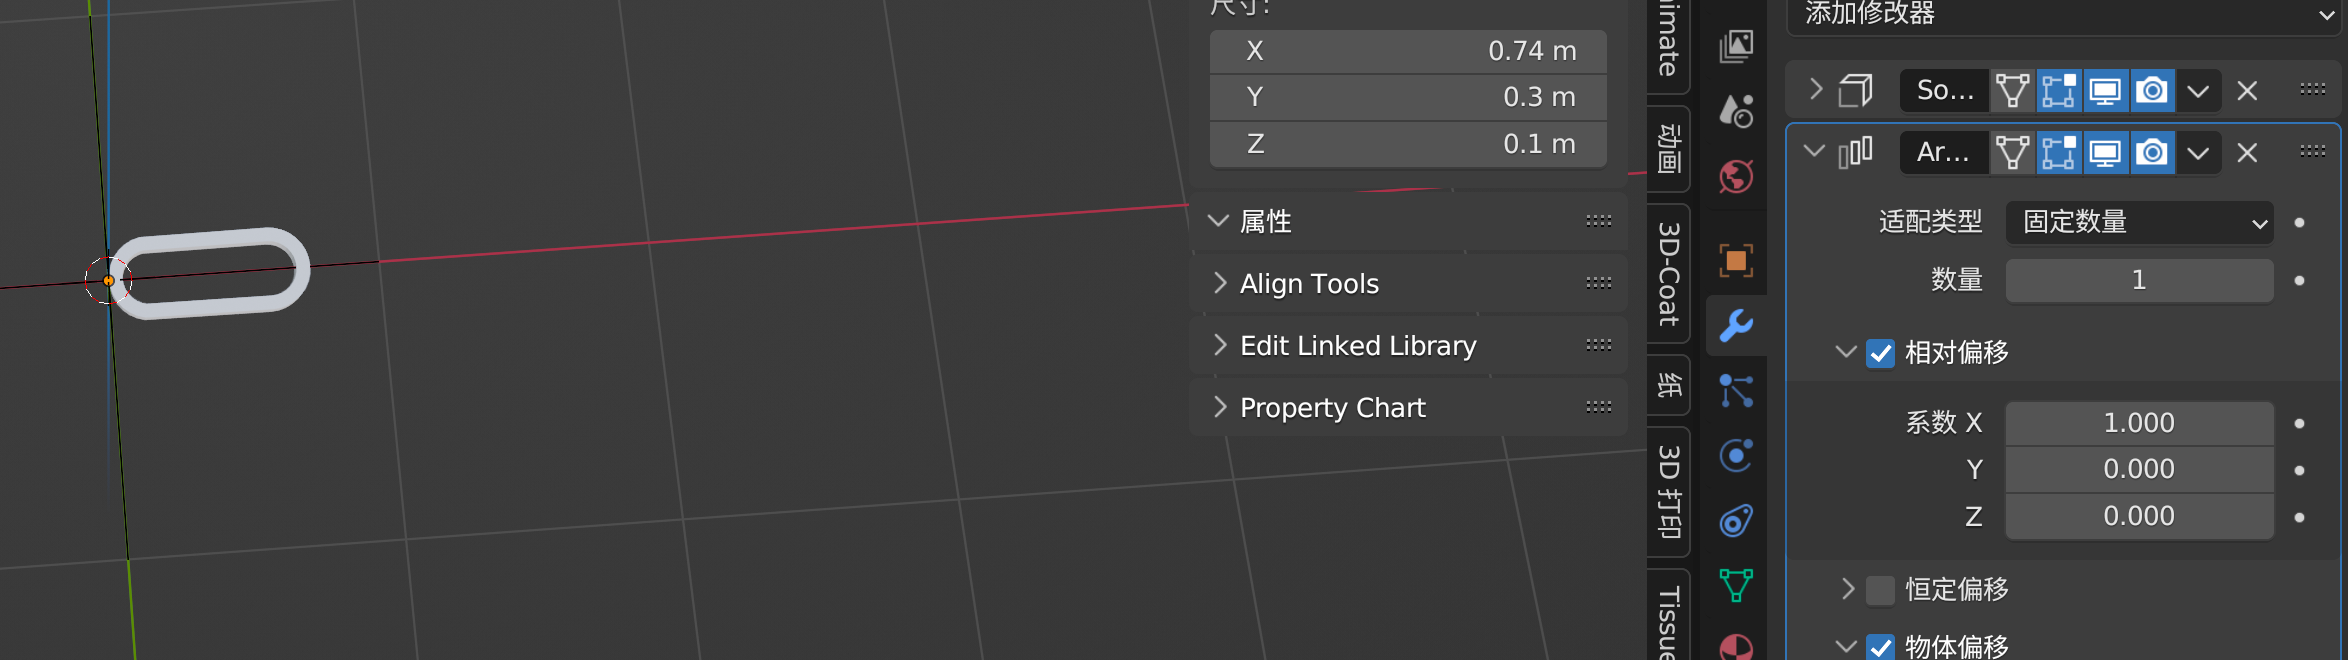 尺寸:
X 0.74 m
Y 0.3 m
Z 0.1 m
属性
Align Tools
Edit Linked Library
Property Chart
imate
动画
3D-Coat
纸
3D 打印
Tissue
添加修改器
So...
Ar...
适配类型 固定数量
数量 1
相对偏移
系数 X 1.000
Y 0.000
Z 0.000
恒定偏移
物体偏移